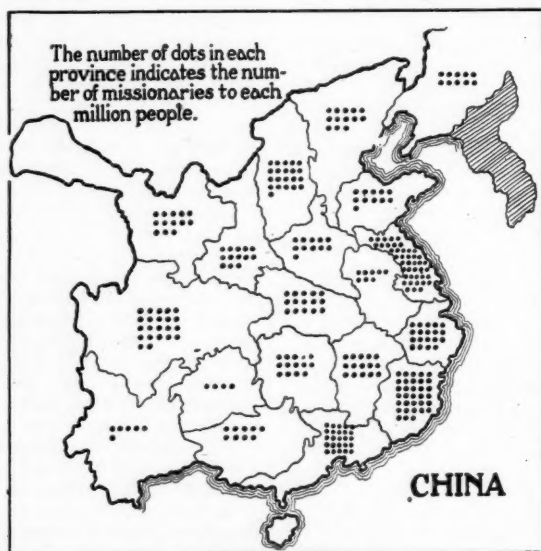 The number of dots in each
province indicates the num-
ber of missionaries to each
million people.
CHINA